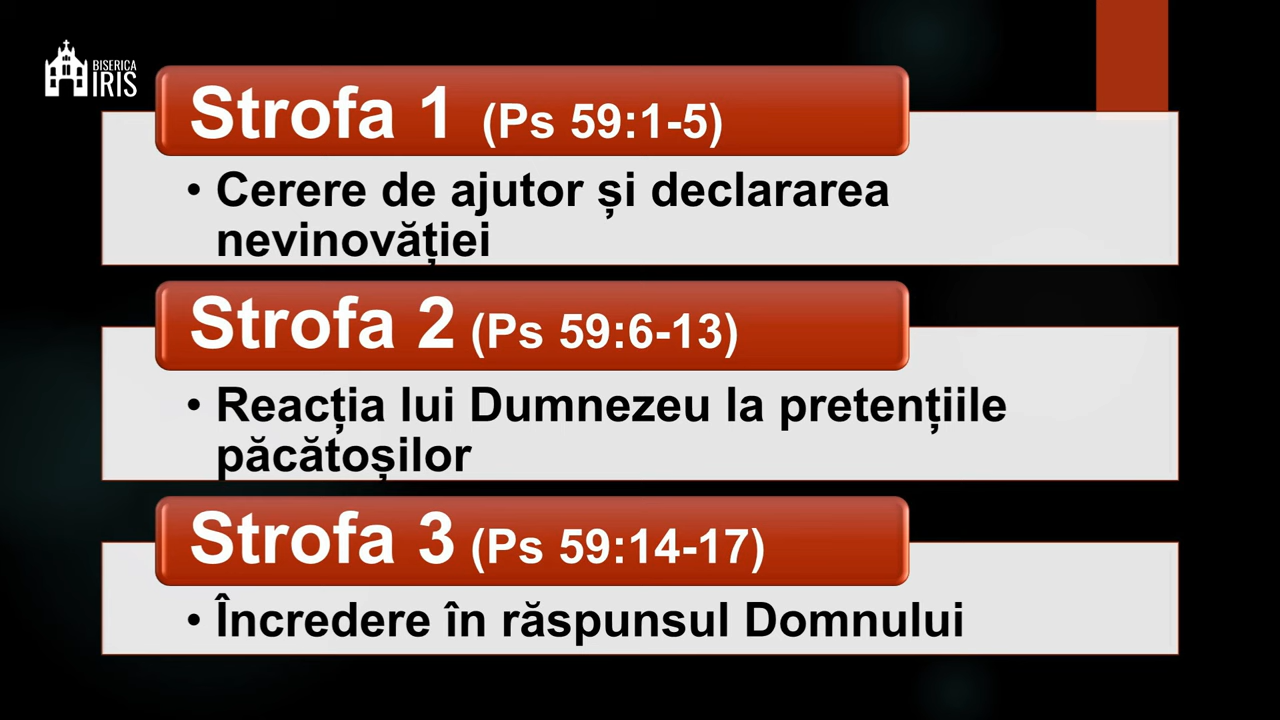 BISERICA
IRIS
Strofa 1 (Ps 59:1-5)
• Cerere de ajutor și declararea
nevinovăției
Strofa 2 (Ps 59:6-13)
• Reacția lui Dumnezeu la pretențiile
păcătoșilor
Strofa 3 (Ps 59:14-17)
• Încredere în răspunsul Domnului